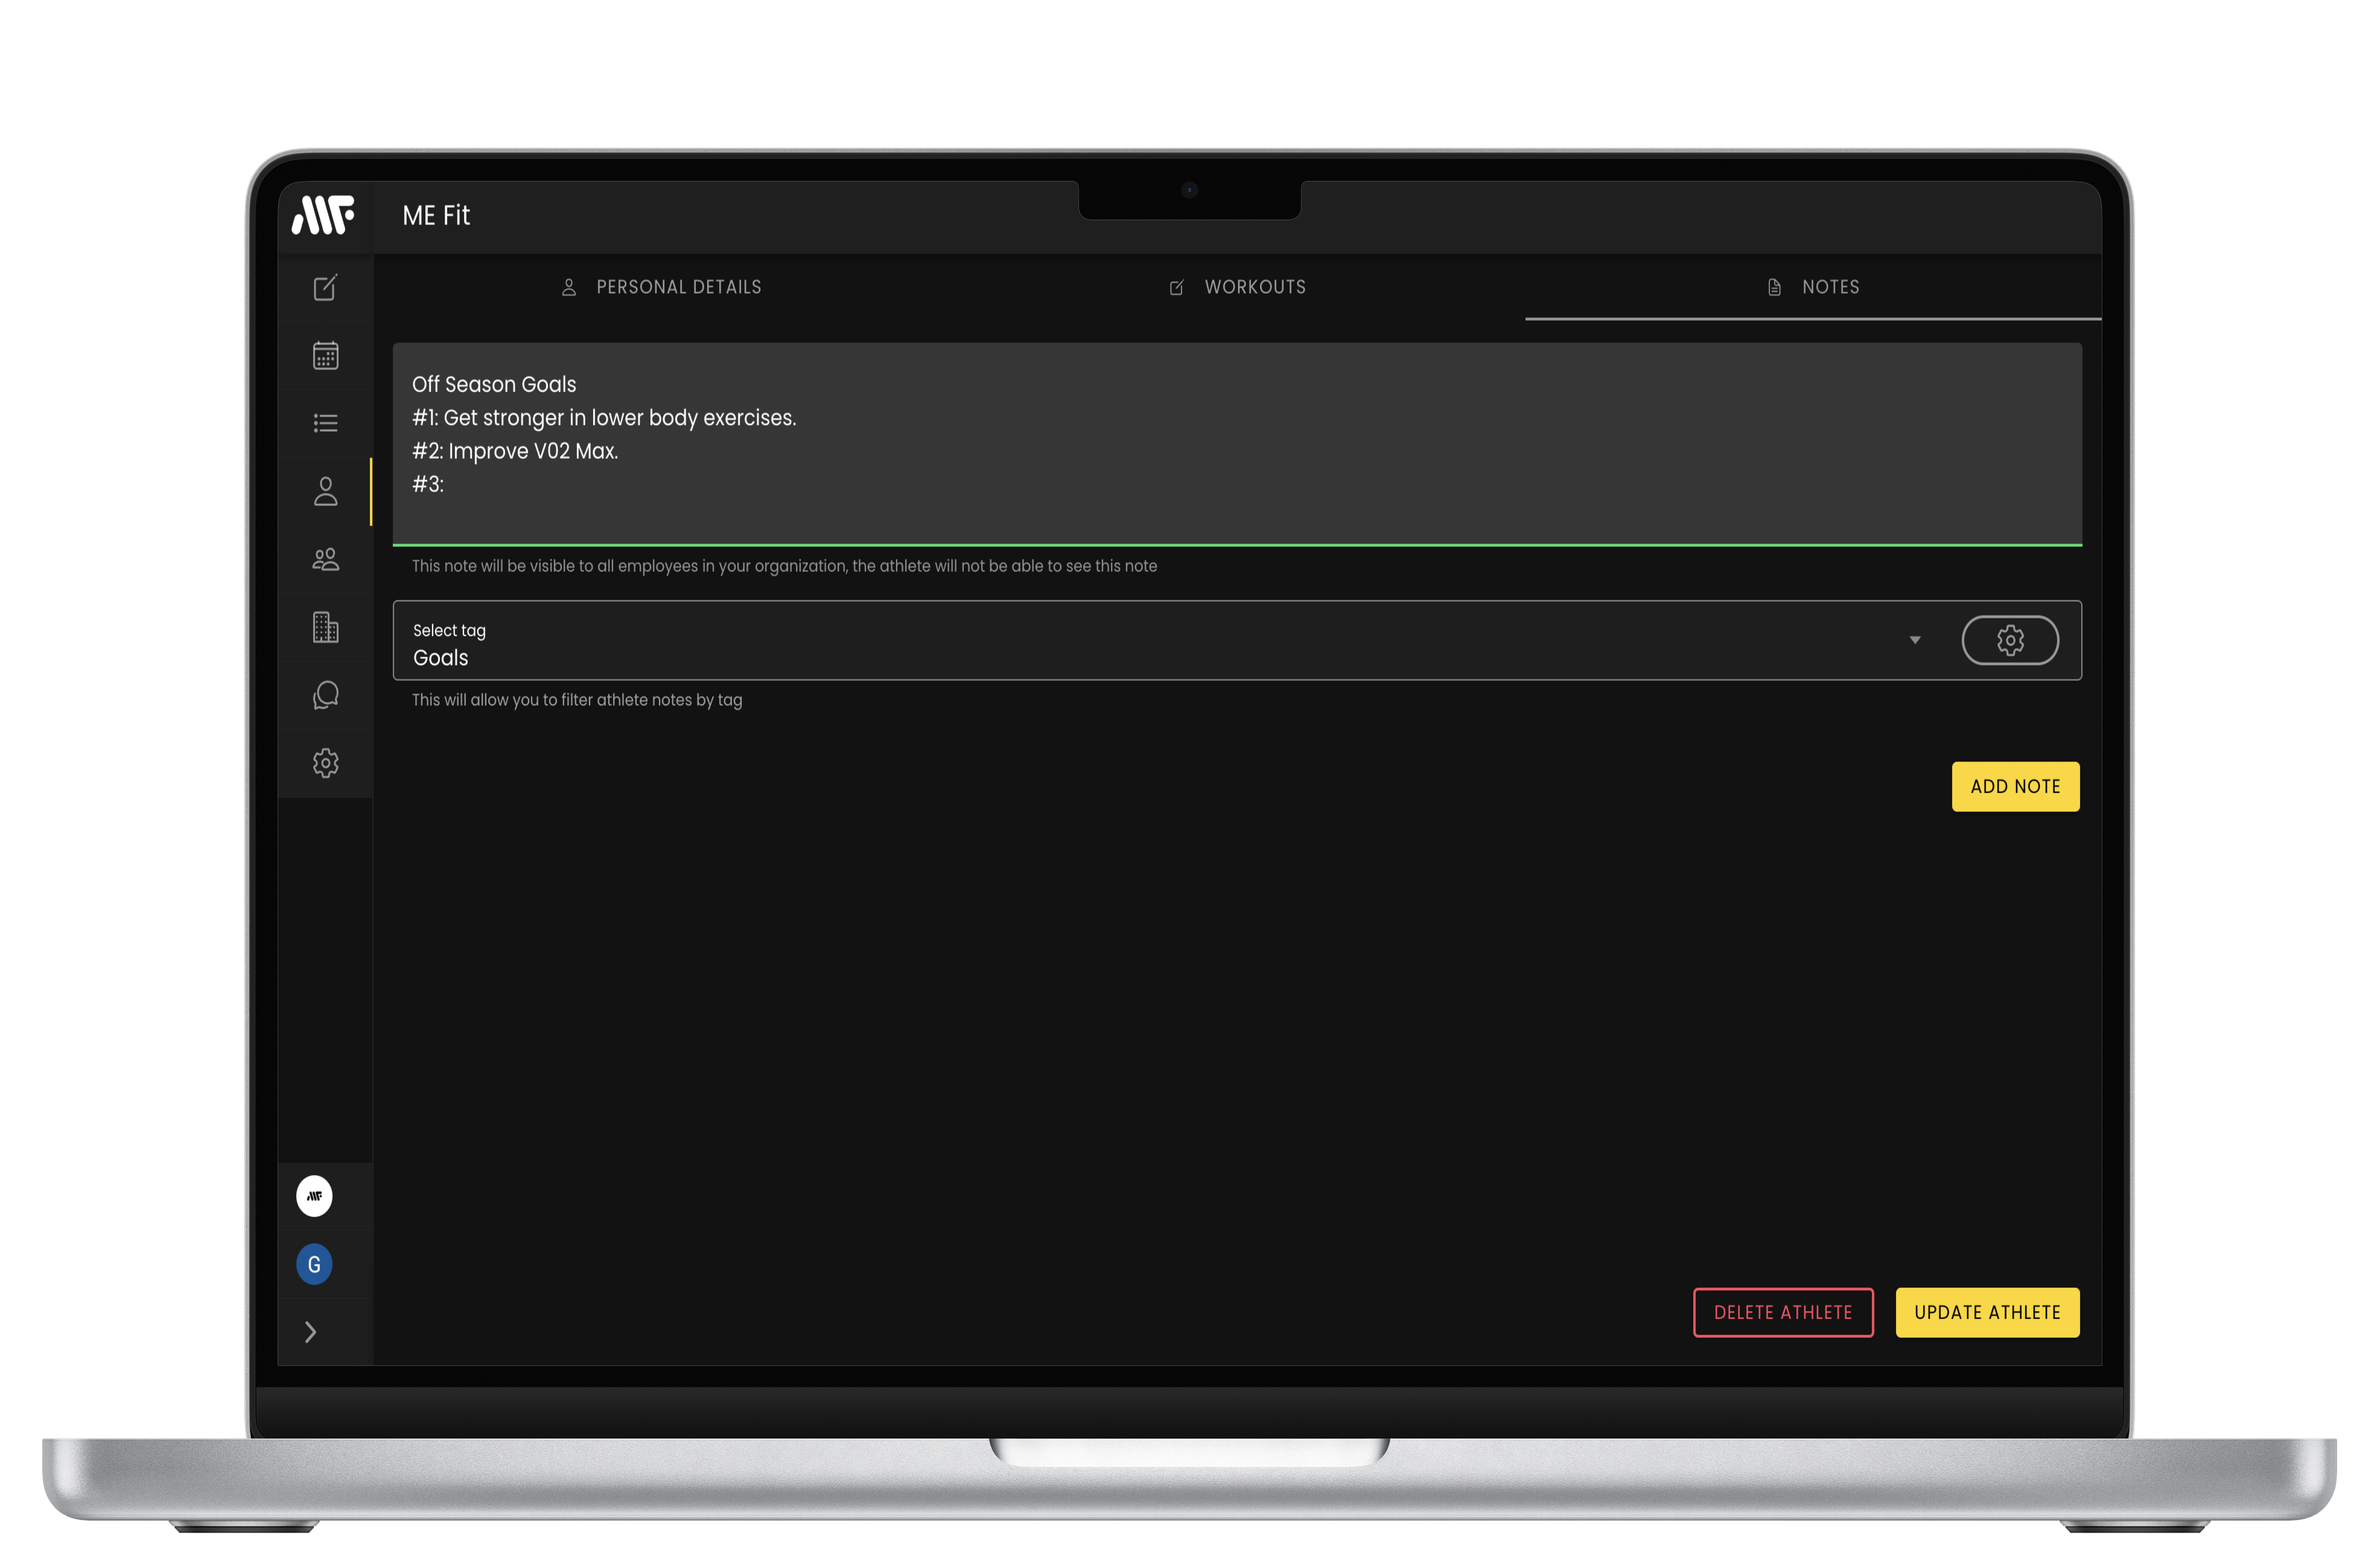 MF
ME Fit
PERSONAL DETAILS
WORKOUTS
NOTES
Off Season Goals
#1: Get stronger in lower body exercises.
#2: Improve V02 Max.
#3:
This note will be visible to all employees in your organization, the athlete will not be able to see this note
Select tag
Goals
This will allow you to filter athlete notes by tag
ADD NOTE
MF
G
DELETE ATHLETE
UPDATE ATHLETE